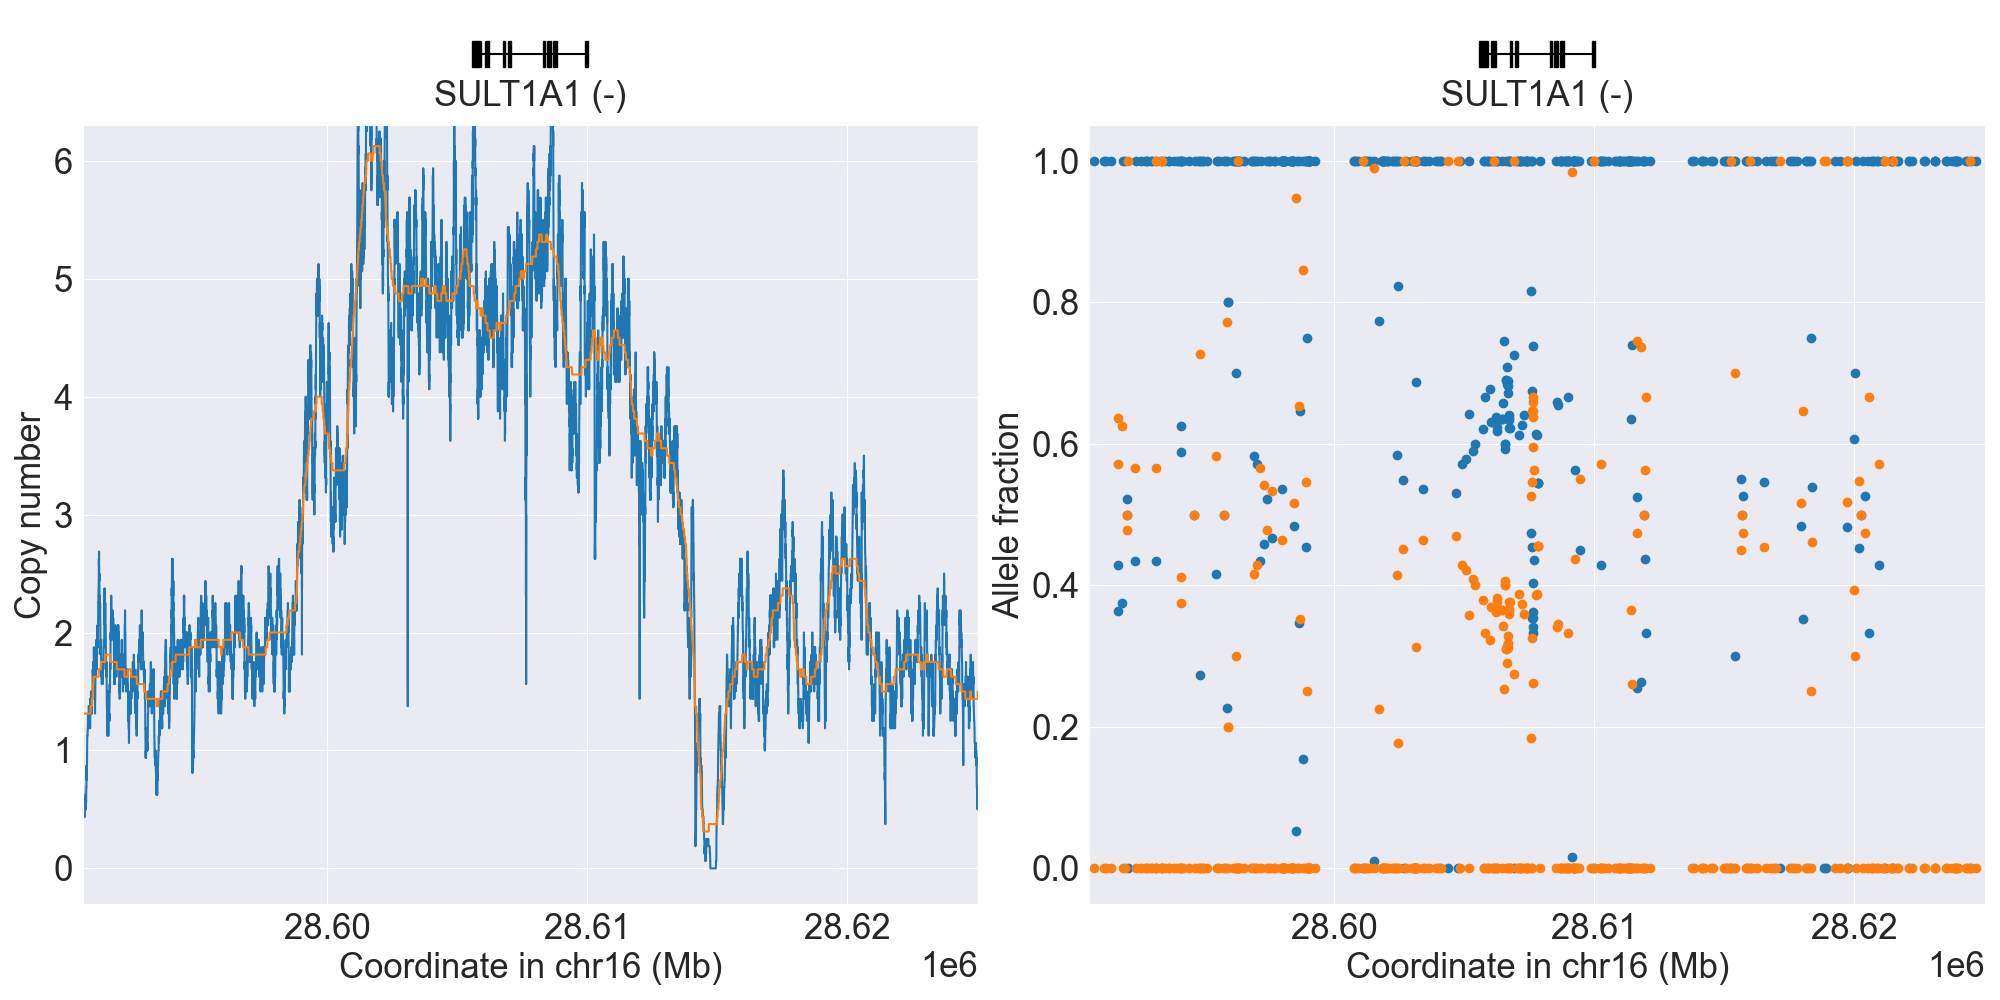 SULT1A1 (-)
6
5
4
3
2
1
0
Copy number
28.60
28.61
28.62
Coordinate in chr16 (Mb)
1e6
SULT1A1 (-)
1.0
0.8
0.6
0.4
0.2
0.0
Allele fraction
28.60
28.61
28.62
Coordinate in chr16 (Mb)
1e6